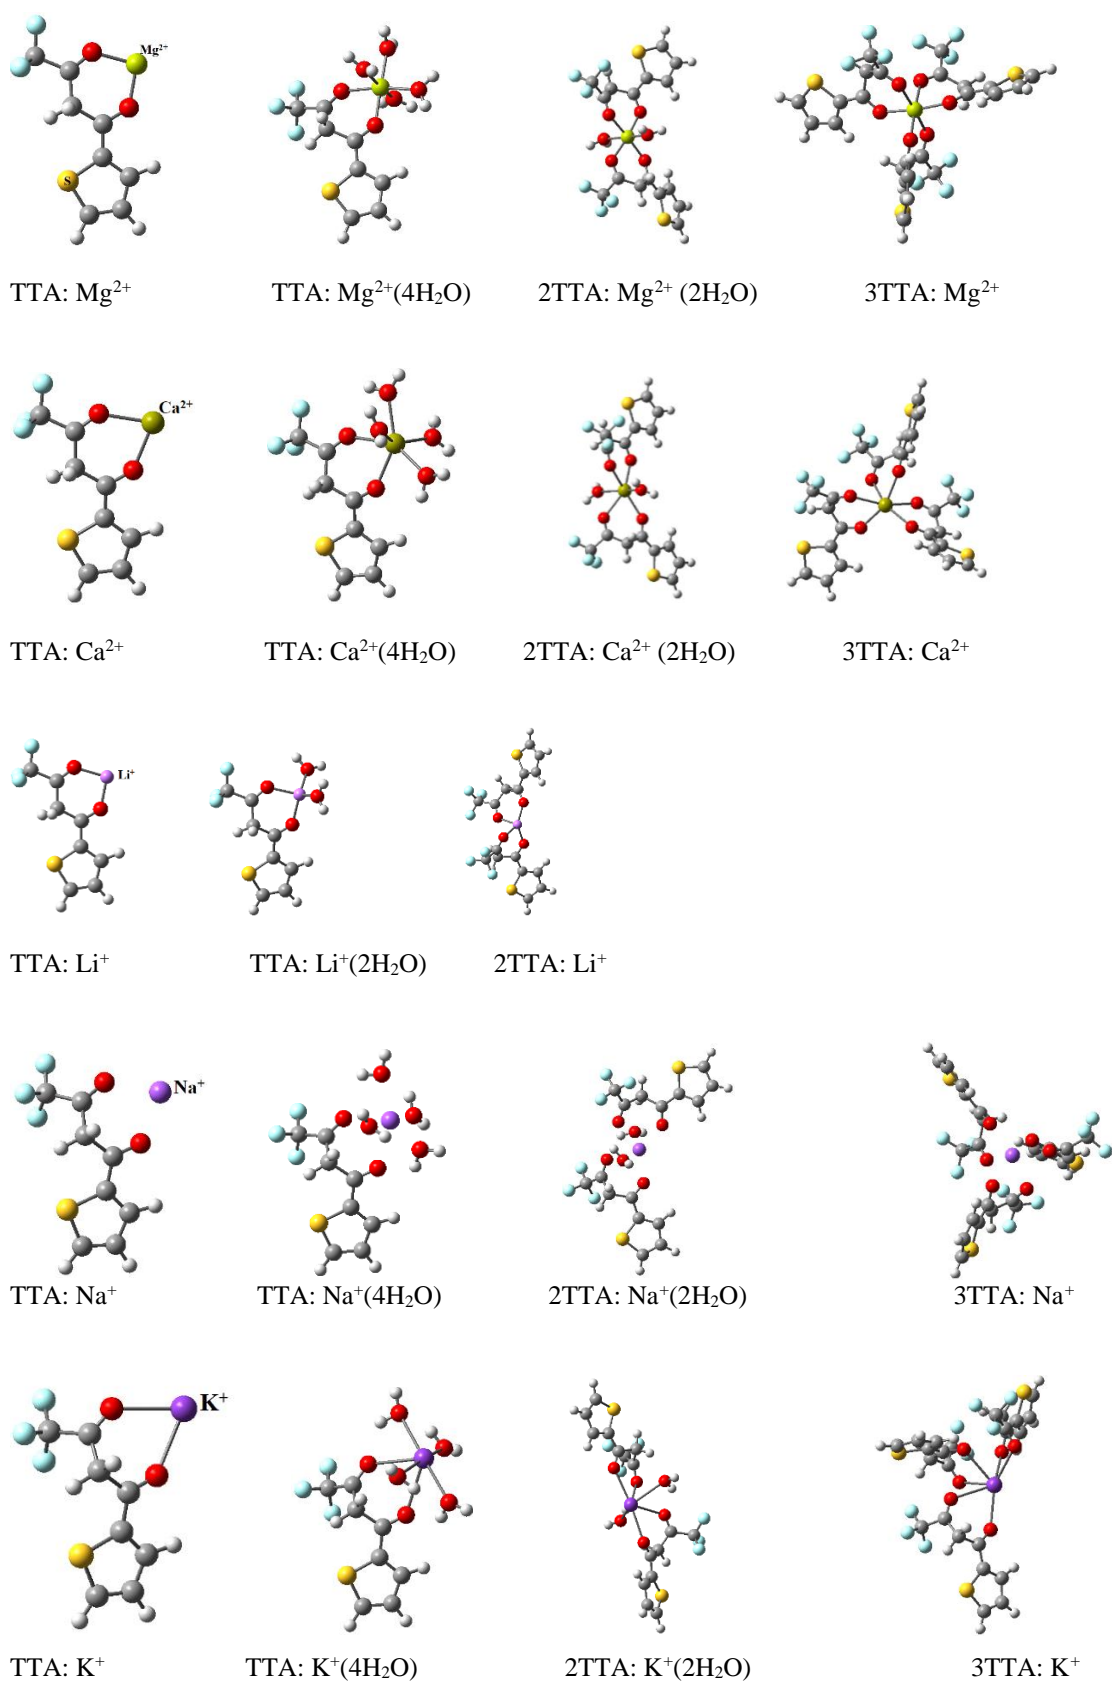 Mg²⁺
S
TTA: Mg²⁺ TTA: Mg²⁺(4H₂O) 2TTA: Mg²⁺ (2H₂O) 3TTA: Mg²⁺
Ca²⁺
TTA: Ca²⁺ TTA: Ca²⁺(4H₂O) 2TTA: Ca²⁺ (2H₂O) 3TTA: Ca²⁺
Li⁺
TTA: Li⁺ TTA: Li⁺(2H₂O) 2TTA: Li⁺
Na⁺
TTA: Na⁺ TTA: Na⁺(4H₂O) 2TTA: Na⁺(2H₂O) 3TTA: Na⁺
K⁺
TTA: K⁺ TTA: K⁺(4H₂O) 2TTA: K⁺(2H₂O) 3TTA: K⁺